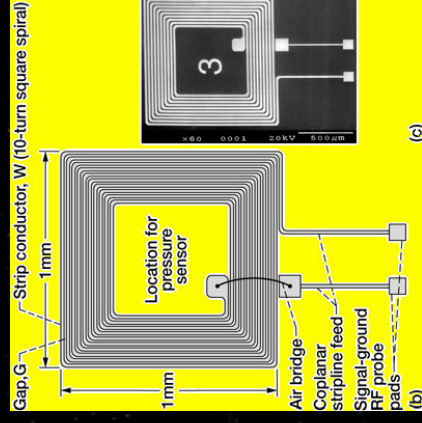 Strip conductor, W (10-turn square spiral)
Gap, G
1mm
1mm
Location for
pressure
sensor
Air bridge
Coplanar
stripline feed
Signal-ground
RF probe
pads
(b)
3
×60 0001 20kV 500µm
(c)